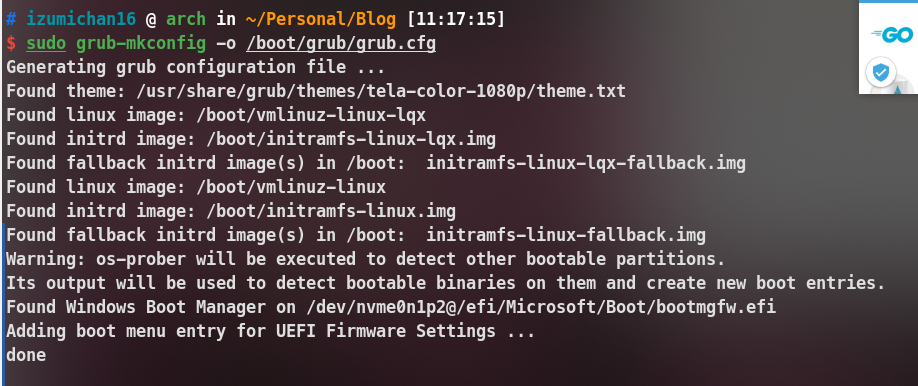 # izumichan16 @ arch in ~/Personal/Blog [11:17:15]
$ sudo grub-mkconfig -o /boot/grub/grub.cfg
Generating grub configuration file ...
Found theme: /usr/share/grub/themes/tela-color-1080p/theme.txt
Found linux image: /boot/vmlinuz-linux-lqx
Found initrd image: /boot/initramfs-linux-lqx.img
Found fallback initrd image(s) in /boot:  initramfs-linux-lqx-fallback.img
Found linux image: /boot/vmlinuz-linux
Found initrd image: /boot/initramfs-linux.img
Found fallback initrd image(s) in /boot:  initramfs-linux-fallback.img
Warning: os-prober will be executed to detect other bootable partitions.
Its output will be used to detect bootable binaries on them and create new boot entries.
Found Windows Boot Manager on /dev/nvme0n1p2@/efi/Microsoft/Boot/bootmgfw.efi
Adding boot menu entry for UEFI Firmware Settings ...
done
GO